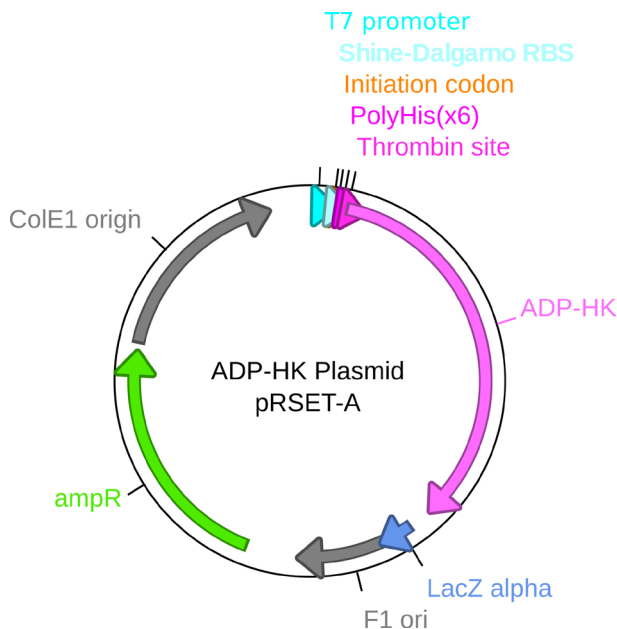 T7 promoter
Shine-Dalgarno RBS
Initiation codon
PolyHis(x6)
Thrombin site
ColE1 origin
ADP-HK
ADP-HK Plasmid
pRSET-A
ampR
LacZ alpha
F1 ori